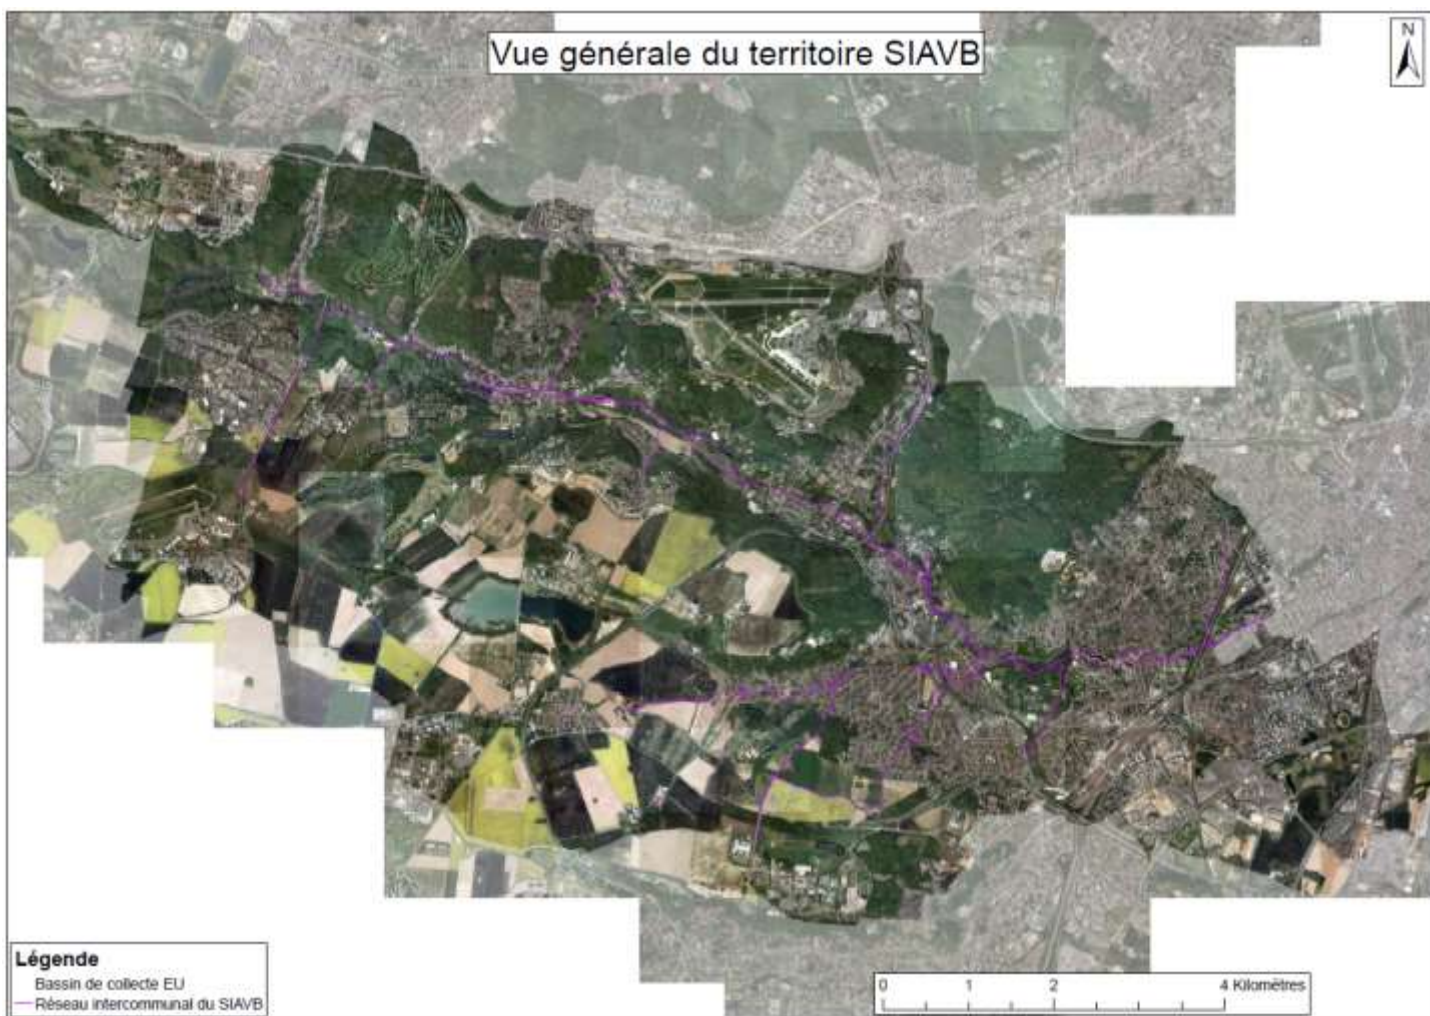 Vue générale du territoire SIAVB
N
Légende
Bassin de collecte EU
Réseau intercommunal du SIAVB
0 1 2 4 Kilomètres